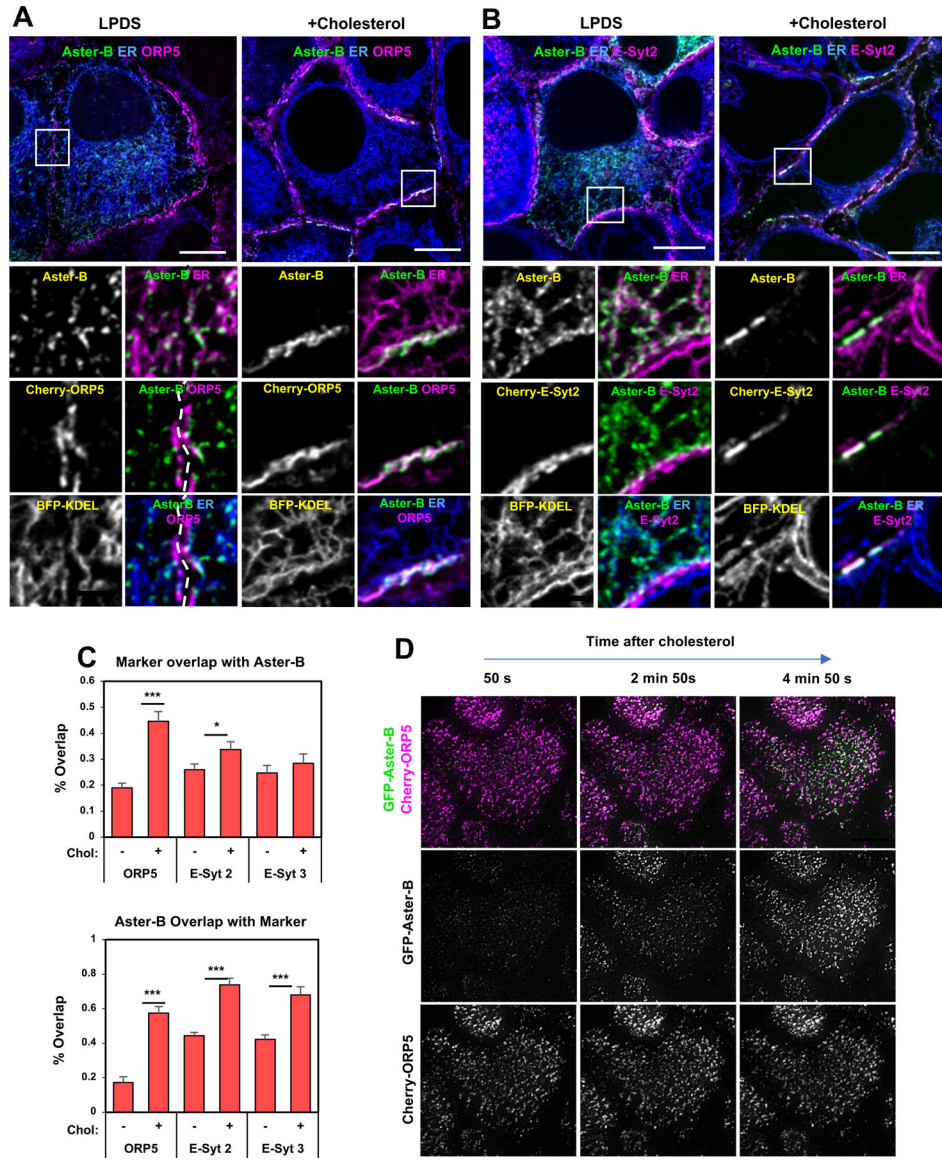 A
LPDS
+Cholesterol
Aster-B ER ORP5
Aster-B ER ORP5
Aster-B
Aster-B ER
Aster-B
Aster-B ER
Cherry-ORP5
Aster-B ORP5
Cherry-ORP5
Aster-B ORP5
BFP-KDEL
AsterB ER
ORP5
BFP-KDEL
Aster-B ER
ORP5
B
LPDS
+Cholesterol
Aster-B ER E-Syt2
Aster-B ER E-Syt2
Aster-B
Aster-B ER
Aster-B
Aster-B ER
Cherry-E-Syt2
Aster-B E-Syt2
Cherry-E-Syt2
Aster-B E-Syt2
BFP-KDEL
Aster-B ER
E-Syt2
BFP-KDEL
Aster-B ER
E-Syt2
C
Marker overlap with Aster-B
% Overlap
0.6
0.5
0.4
0.3
0.2
0.1
0
***
*
Chol: - + - + - +
ORP5 E-Syt 2 E-Syt 3
Aster-B Overlap with Marker
% Overlap
1
0.8
0.6
0.4
0.2
0
***
***
***
Chol: - + - + - +
ORP5 E-Syt 2 E-Syt 3
D
Time after cholesterol
50 s
2 min 50s
4 min 50s
GFP-Aster-B
Cherry-ORP5
GFP-Aster-B
Cherry-ORP5